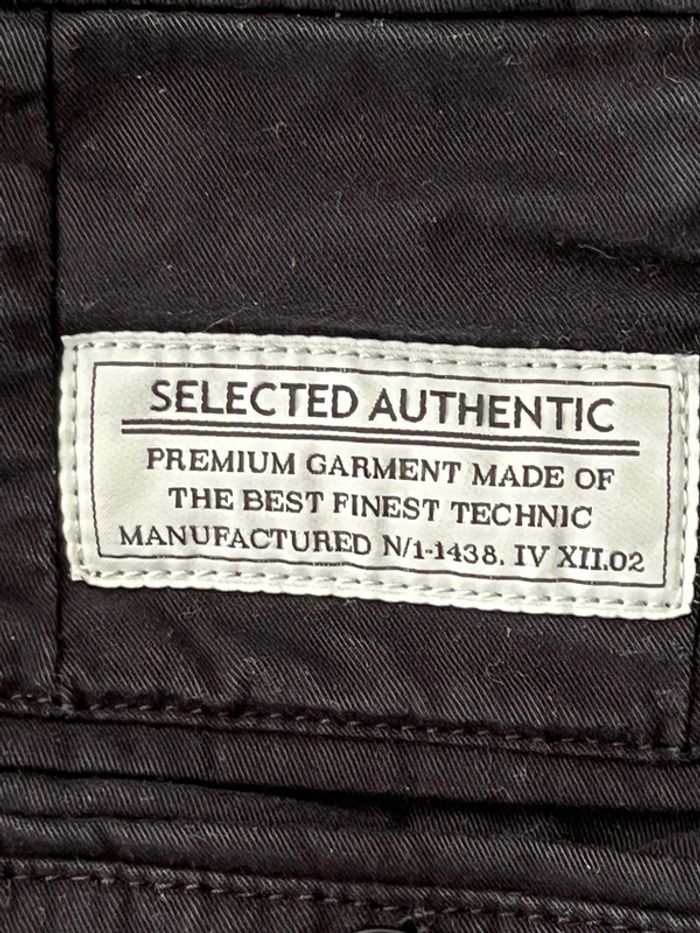 SELECTED AUTHENTIC
PREMIUM GARMENT MADE OF
THE BEST FINEST TECHNIC
MANUFACTURED N/1-1438. IV XII.02